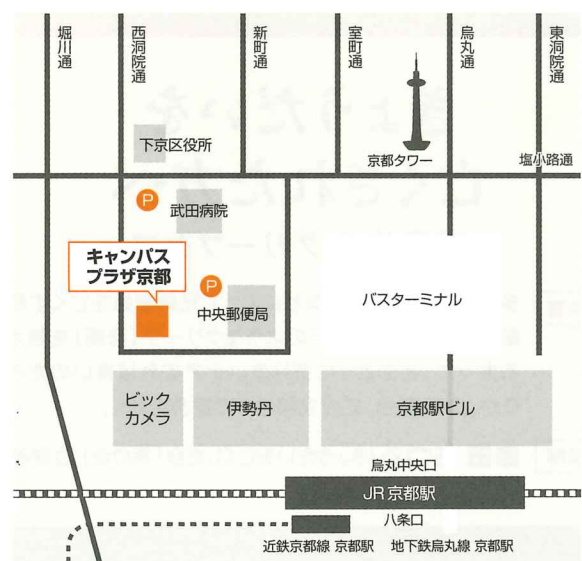 堀川通
西洞院通
新町通
室町通
烏丸通
東洞院通
下京区役所
京都タワー
塩小路通
P
武田病院
キャンパス
プラザ京都
P
中央郵便局
バスターミナル
ビック
カメラ
伊勢丹
京都駅ビル
烏丸中央口
JR京都駅
八条口
近鉄京都線 京都駅
地下鉄烏丸線 京都駅